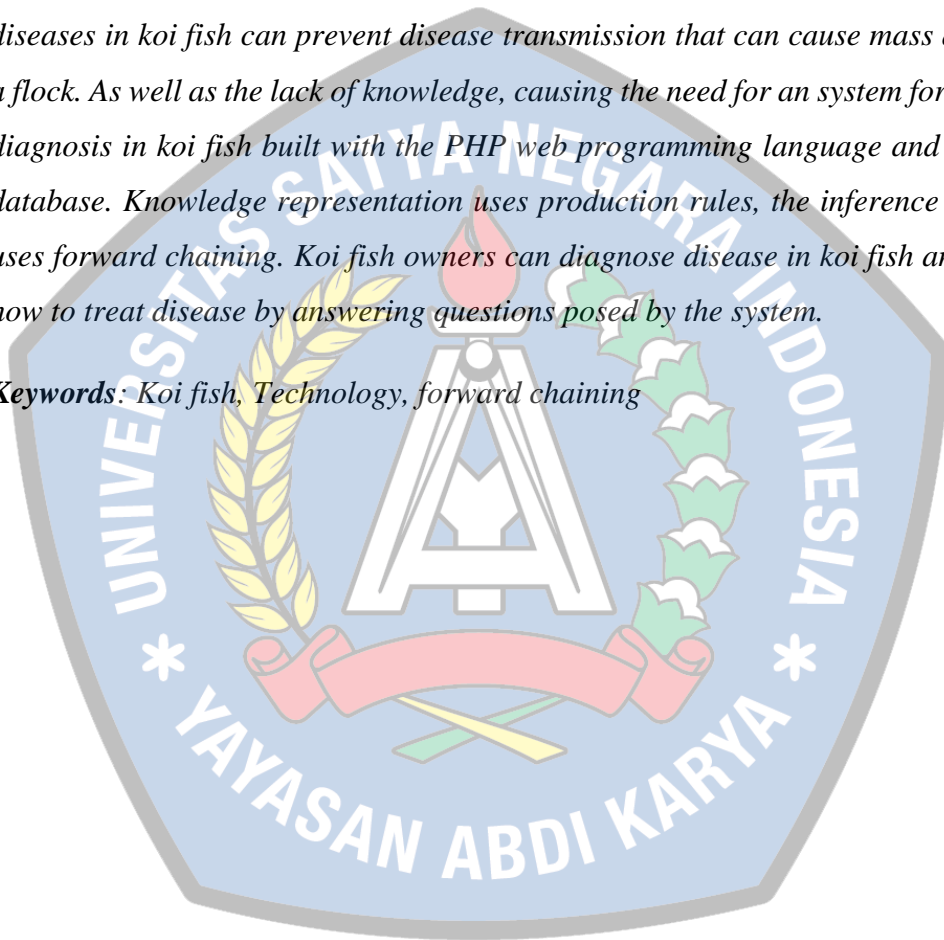 diseases in koi fish can prevent disease transmission that can cause mass
a flock. As well as the lack of knowledge, causing the need for an system for
diagnosis in koi fish built with the PHP web programming language and
database. Knowledge representation uses production rules, the inference
uses forward chaining. Koi fish owners can diagnose disease in koi fish
how to treat disease by answering questions posed by the system.
Keywords: Koi fish, Technology, forward chaining
UNIVERSITAS SATYA NEGARA INDONESIA
* YAYASAN ABDI KARYA *